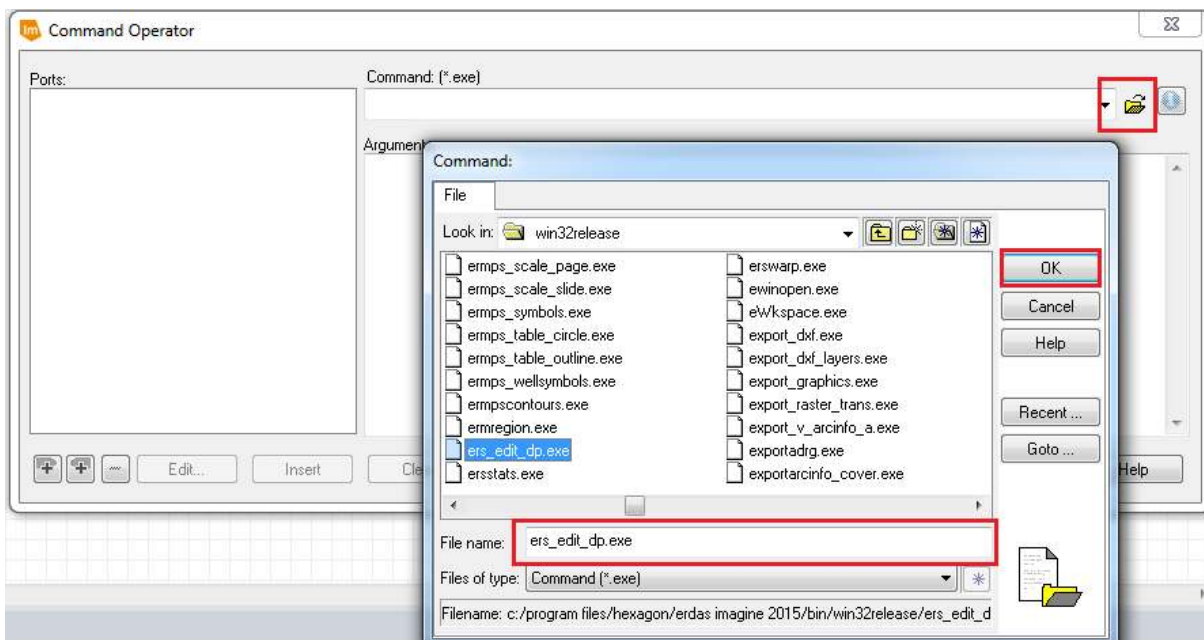 Im Command Operator
Ports:
Command: (*.exe)
Argument
Command:
File
Look in: win32release
ermps_scale_page.exe
ermps_scale_slide.exe
ermps_symbols.exe
ermps_table_circle.exe
ermps_table_outline.exe
ermps_wellsymbols.exe
ermpscontours.exe
ermregion.exe
ers_edit_dp.exe
ersstats.exe
erswarp.exe
ewinopen.exe
eWkspace.exe
export_dxf.exe
export_dxf_layers.exe
export_graphics.exe
export_raster_trans.exe
export_v_arcinfo_a.exe
exportadrg.exe
exportarcinfo_cover.exe
OK
Cancel
Help
Recent ...
Goto ...
Edit... Insert Cle Help
File name: ers_edit_dp.exe
Files of type: Command (*.exe)
Filename: c:/program files/hexagon/erdas imagine 2015/bin/win32release/ers_edit_d